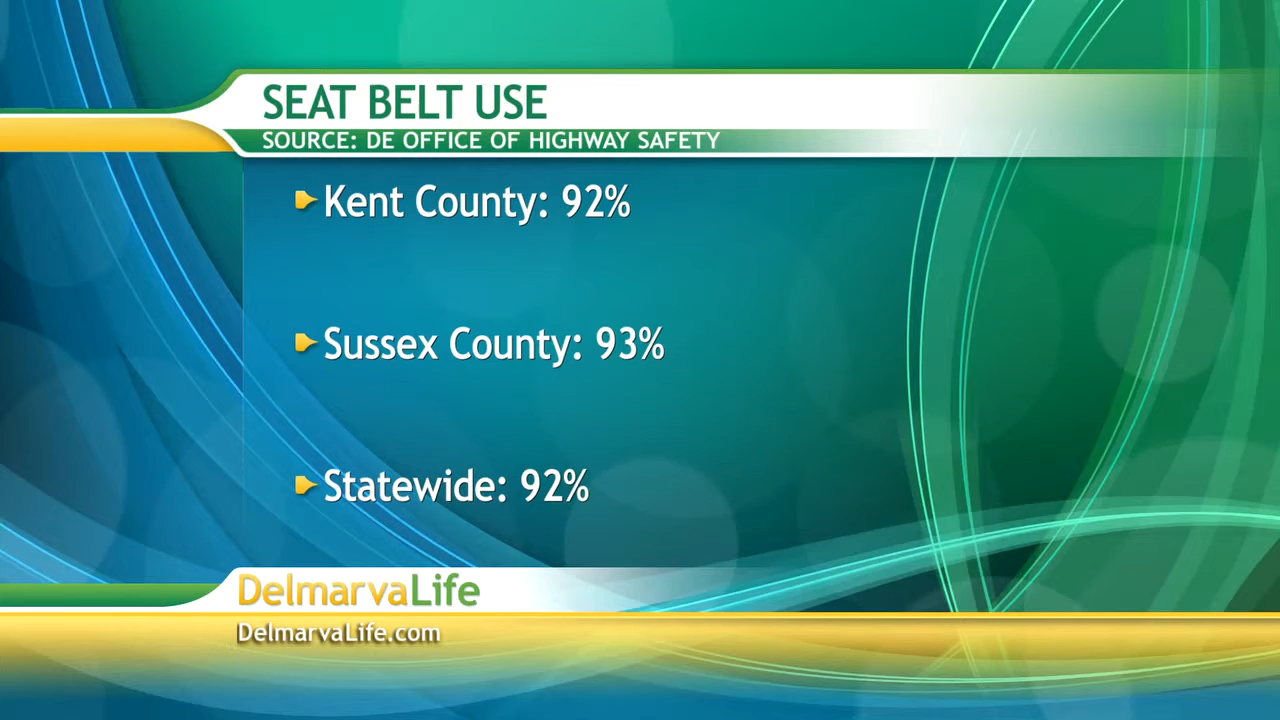 SEAT BELT USE
SOURCE: DE OFFICE OF HIGHWAY SAFETY
Kent County: 92%
Sussex County: 93%
Statewide: 92%
DelmarvaLife
DelmarvaLife.com